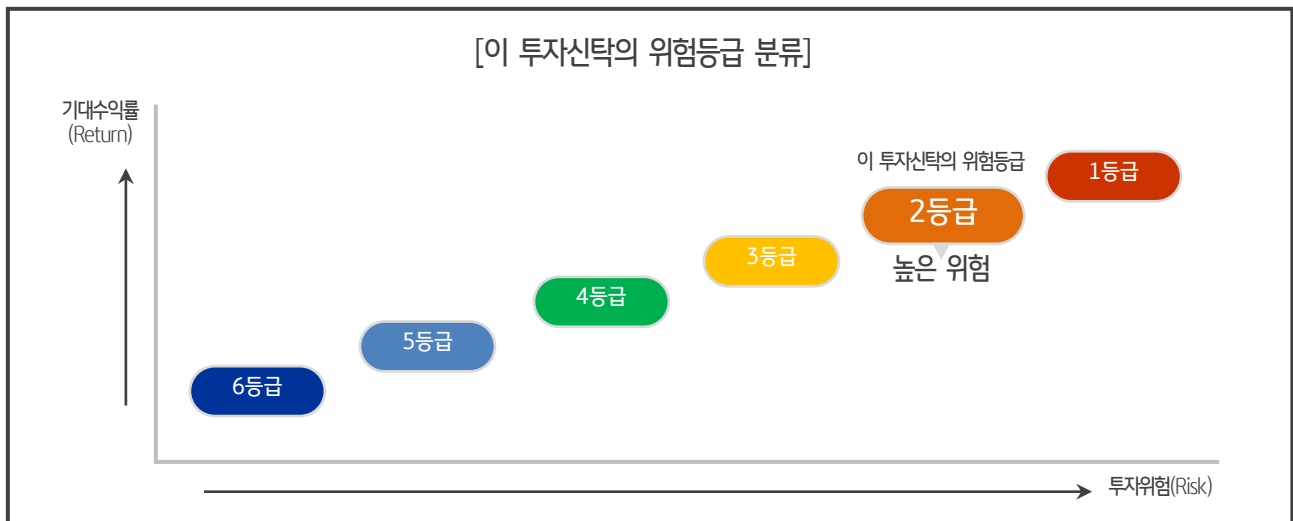 [이 투자신탁의 위험등급 분류]
기대수익률
(Return)
이 투자신탁의 위험등급
1등급
2등급
높은 위험
3등급
4등급
5등급
6등급
투자위험(Risk)